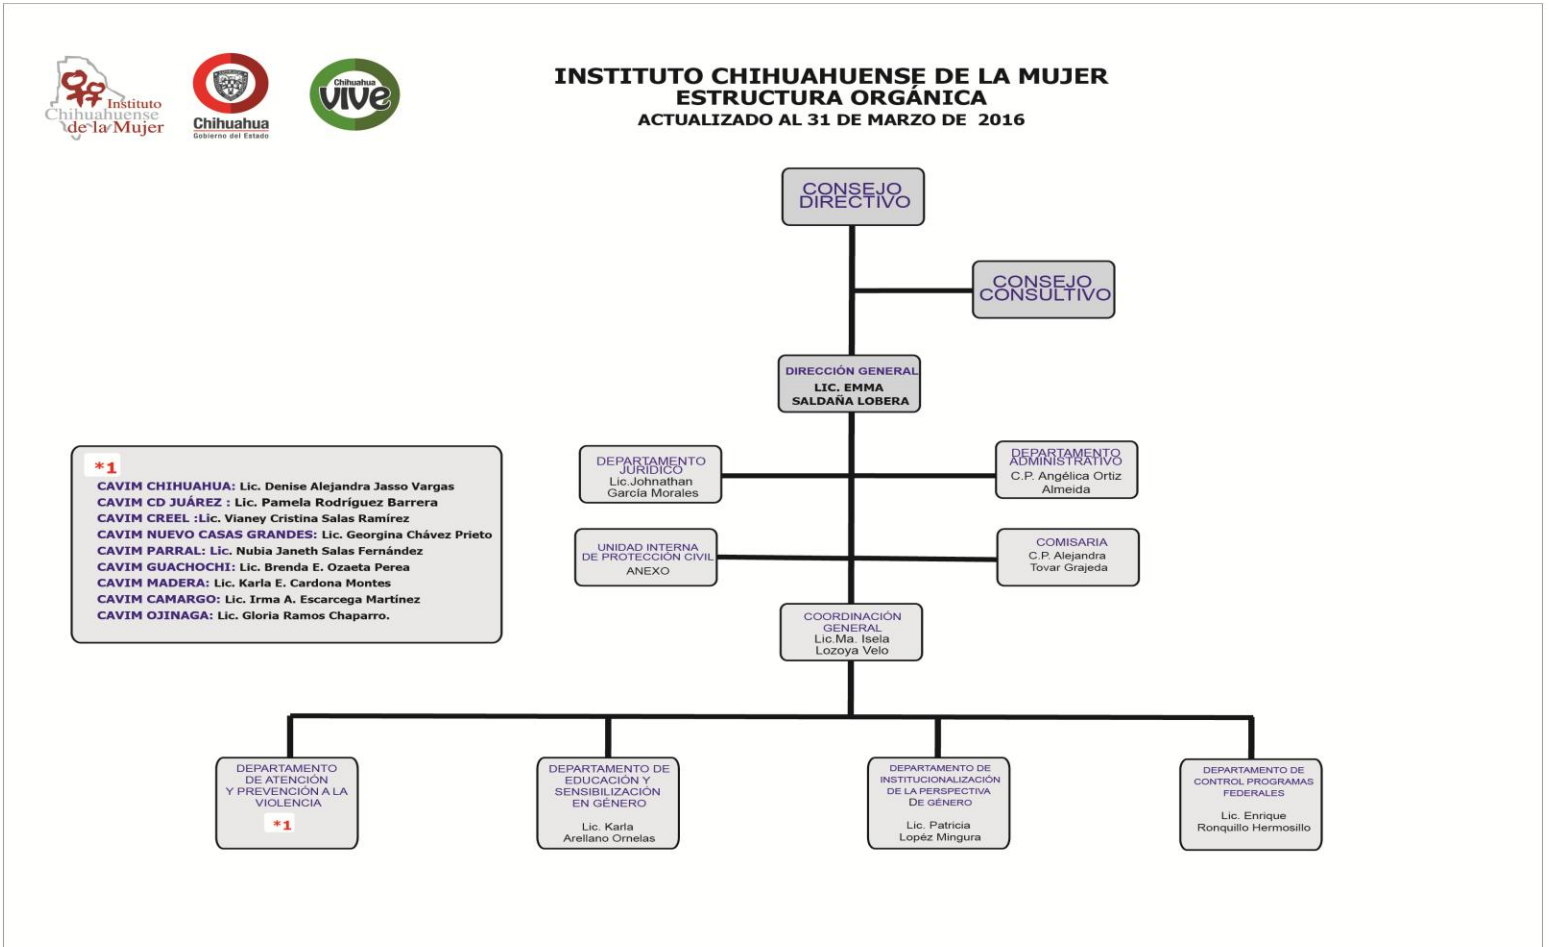 Instituto
Chihuahuense
de la Mujer
Chihuahua
Gobierno del Estado
Chihuahua
vive
INSTITUTO CHIHUAHUENSE DE LA MUJER
ESTRUCTURA ORGÁNICA
ACTUALIZADO AL 31 DE MARZO DE 2016
CONSEJO
DIRECTIVO
CONSEJO
CONSULTIVO
DIRECCIÓN GENERAL
LIC. EMMA
SALDAÑA LOBERA
*1
CAVIM CHIHUAHUA: Lic. Denise Alejandra Jasso Vargas
CAVIM CD JUÁREZ : Lic. Pamela Rodríguez Barrera
CAVIM CREEL :Lic. Vianey Cristina Salas Ramírez
CAVIM NUEVO CASAS GRANDES: Lic. Georgina Chávez Prieto
CAVIM PARRAL: Lic. Nubia Janeth Salas Fernández
CAVIM GUACHOCHI: Lic. Brenda E. Ozaeta Perea
CAVIM MADERA: Lic. Karla E. Cardona Montes
CAVIM CAMARGO: Lic. Irma A. Escarcega Martínez
CAVIM OJINAGA: Lic. Gloria Ramos Chaparro.
DEPARTAMENTO
JURÍDICO
Lic.Johnathan
García Morales
DEPARTAMENTO
ADMINISTRATIVO
C.P. Angélica Ortiz
Almeida
UNIDAD INTERNA
DE PROTECCIÓN CIVIL
ANEXO
COMISARIA
C.P. Alejandra
Tovar Grajeda
COORDINACIÓN
GENERAL
Lic.Ma. Isela
Lozoya Velo
DEPARTAMENTO
DE ATENCIÓN
Y PREVENCIÓN A LA
VIOLENCIA
*1
DEPARTAMENTO DE
EDUCACIÓN Y
SENSIBILIZACIÓN
EN GÉNERO
Lic. Karla
Arellano Ornelas
DEPARTAMENTO DE
INSTITUCIONALIZACIÓN
DE LA PERSPECTIVA
DE GÉNERO
Lic. Patricia
Lopéz Mingura
DEPARTAMENTO DE
CONTROL PROGRAMAS
FEDERALES
Lic. Enrique
Ronquillo Hermosillo